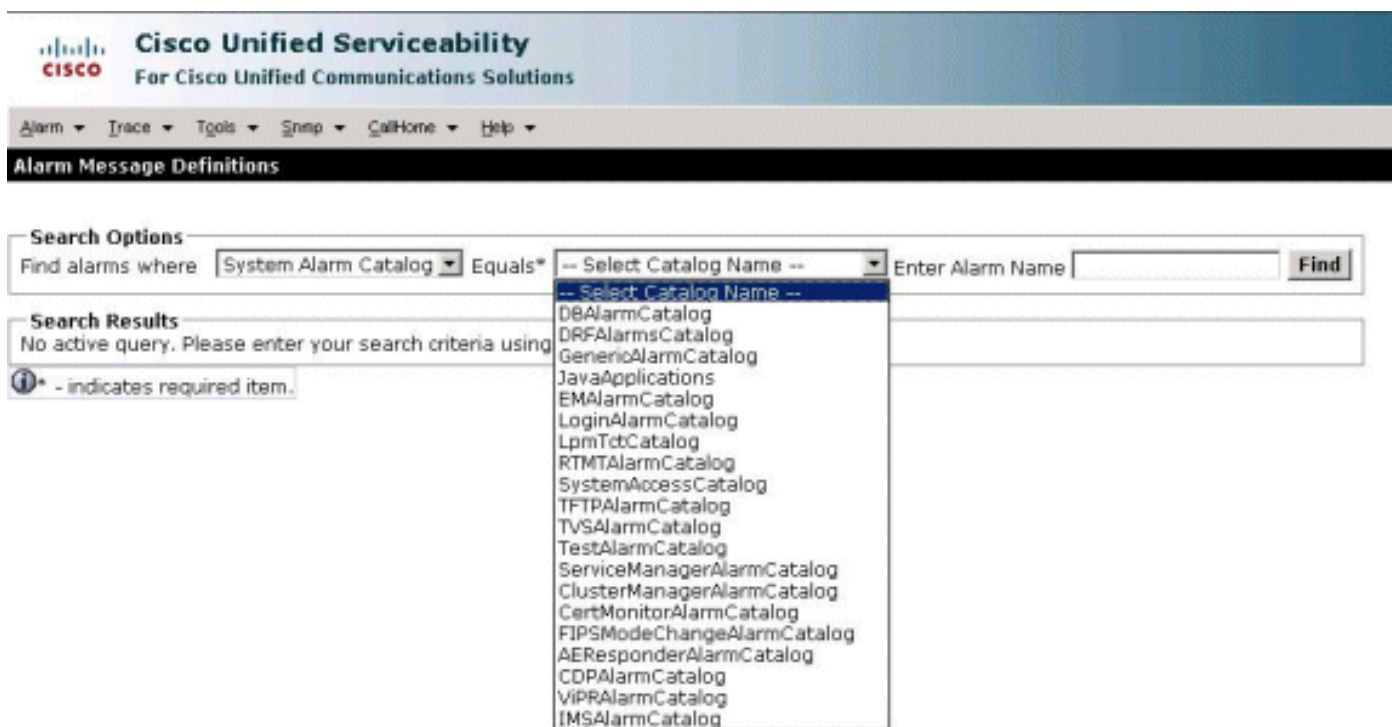 Cisco Unified Serviceability
CISCO
For Cisco Unified Communications Solutions
Alarm Trace Tools Snmp CallHome Help
Alarm Message Definitions
Search Options
Find alarms where System Alarm Catalog Equals* -- Select Catalog Name -- Enter Alarm Name Find
-- Select Catalog Name --
DBAlarmCatalog
DRFAlarmsCatalog
GenericAlarmCatalog
JavaApplications
EMAlarmCatalog
LoginAlarmCatalog
LpmTctCatalog
RTMTAlarmCatalog
SystemAccessCatalog
TFTPAlarmCatalog
TVSAlarmCatalog
TestAlarmCatalog
ServiceManagerAlarmCatalog
ClusterManagerAlarmCatalog
CertMonitorAlarmCatalog
FIPSModeChangeAlarmCatalog
AEResponderAlarmCatalog
CDPAlarmCatalog
ViPRAlarmCatalog
IMSAlarmCatalog
Search Results
No active query. Please enter your search criteria using
* - indicates required item.